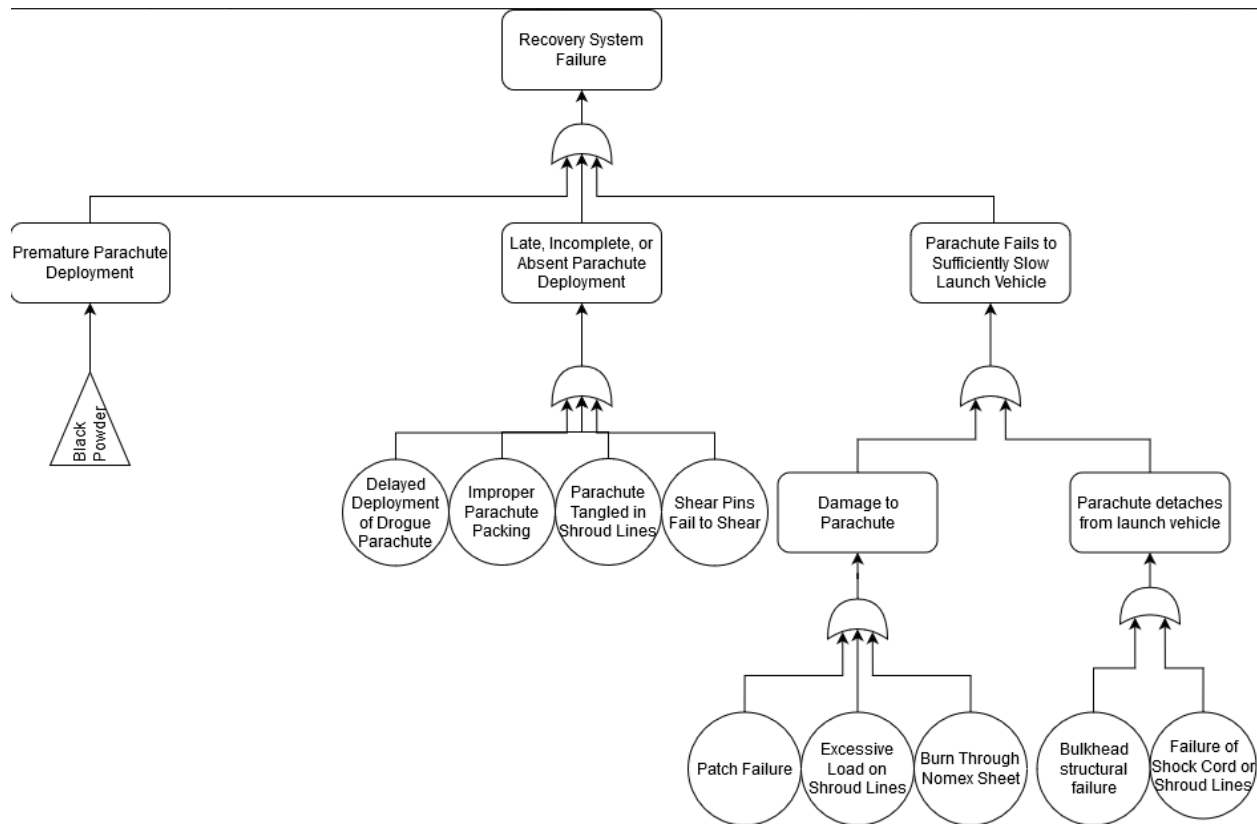 Recovery System
Failure
Premature Parachute
Deployment
Late, Incomplete, or
Absent Parachute
Deployment
Parachute Fails to
Sufficiently Slow
Launch Vehicle
Black
Powder
Delayed
Deployment
of Drogue
Parachute
Improper
Parachute
Packing
Parachute
Tangled in
Shroud Lines
Shear Pins
Fail to Shear
Damage to
Parachute
Parachute detaches
from launch vehicle
Patch Failure
Excessive
Load on
Shroud Lines
Burn Through
Nomex Sheet
Bulkhead
structural
failure
Failure of
Shock Cord or
Shroud Lines